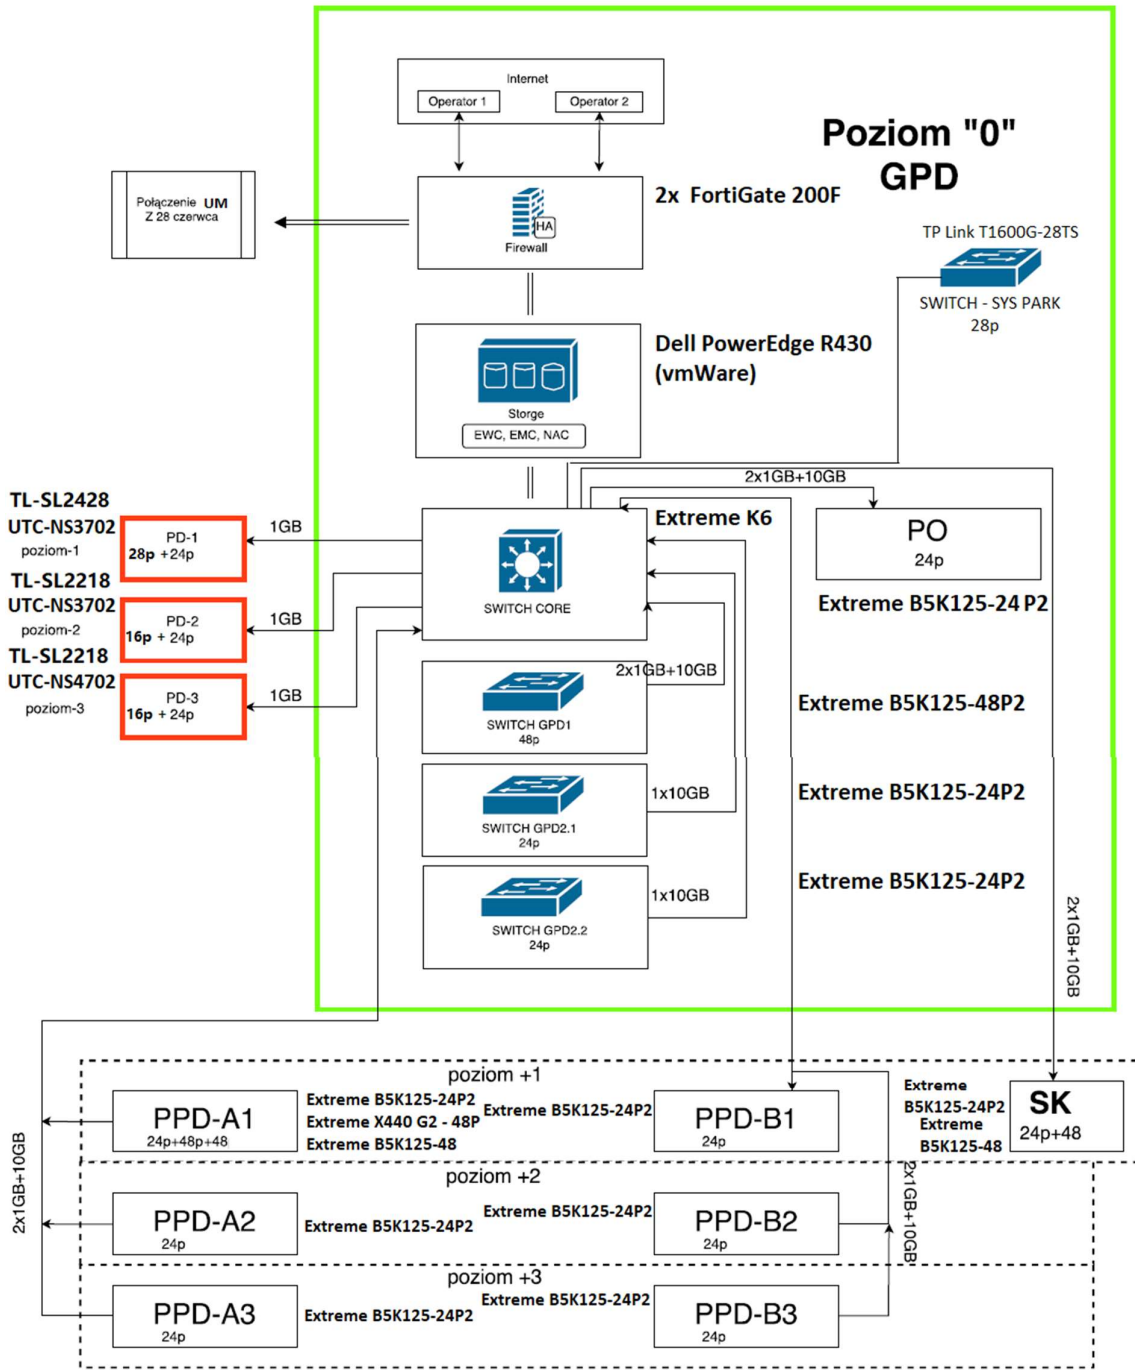 Internet
Operator 1
Operator 2
Poziom "0"
GPD
Połączenie UM
Z 28 czerwca
HA
Firewall
2x FortiGate 200F
TP Link T1600G-28TS
SWITCH - SYS PARK
28p
Dell PowerEdge R430
(vmWare)
Storge
EWC, EMC, NAC
2x1GB+10GB
TL-SL2428
UTC-NS3702
poziom-1
PD-1
28p +24p
1GB
Extreme K6
SWITCH CORE
PO
24p
Extreme B5K125-24 P2
TL-SL2218
UTC-NS3702
poziom-2
PD-2
16p + 24p
1GB
TL-SL2218
UTC-NS4702
poziom-3
PD-3
16p + 24p
1GB
2x1GB+10GB
SWITCH GPD1
48p
Extreme B5K125-48P2
1x10GB
SWITCH GPD2.1
24p
Extreme B5K125-24P2
1x10GB
SWITCH GPD2.2
24p
Extreme B5K125-24P2
2x1GB+10GB
2x1GB+10GB
poziom +1
PPD-A1
24p+48p+48
Extreme B5K125-24P2
Extreme X440 G2 - 48P
Extreme B5K125-48
Extreme B5K125-24P2
PPD-B1
24p
Extreme
B5K125-24P2
Extreme
B5K125-48
SK
24p+48
poziom +2
PPD-A2
24p
Extreme B5K125-24P2
Extreme B5K125-24P2
PPD-B2
24p
2x1GB+10GB
poziom +3
PPD-A3
24p
Extreme B5K125-24P2
Extreme B5K125-24P2
PPD-B3
24p